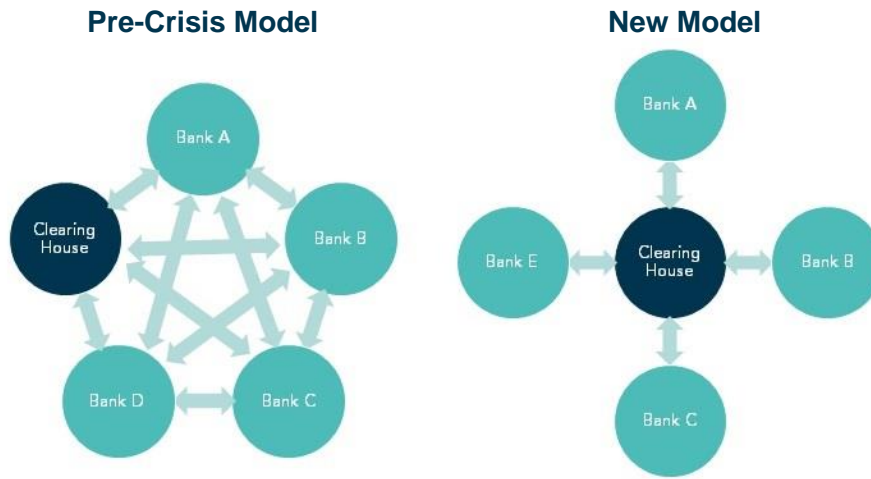 Pre-Crisis Model
New Model
Bank A
Clearing
House
Bank B
Bank D
Bank C
Bank A
Bank E
Clearing
House
Bank B
Bank C